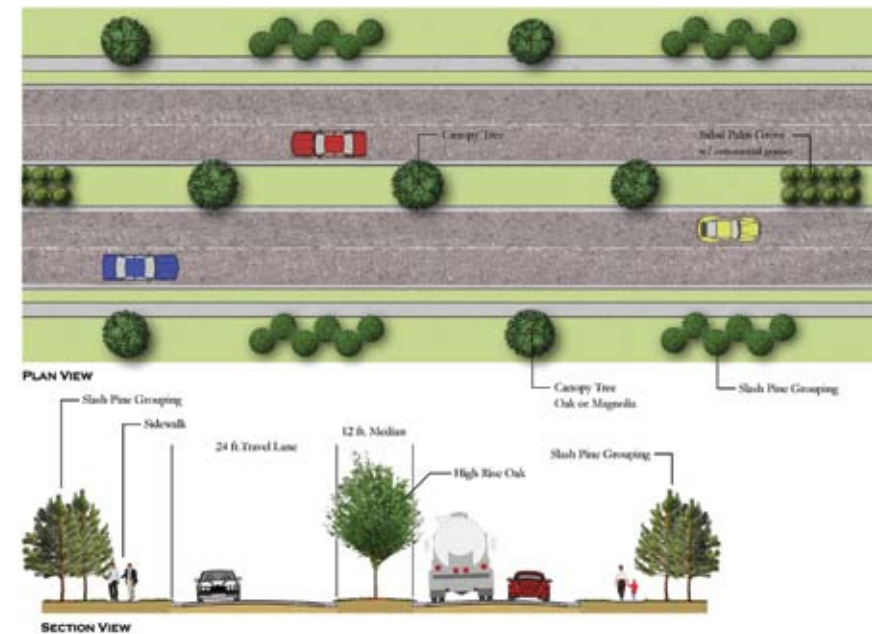 Canopy Tree
Sabal Palm Grove
w/ ornamental grasses
PLAN VIEW
Canopy Tree
Oak or Magnolia
Slash Pine Grouping
Slash Pine Grouping
Sidewalk
24 ft. Travel Lane
12 ft. Median
High Rise Oak
Slash Pine Grouping
SECTION VIEW